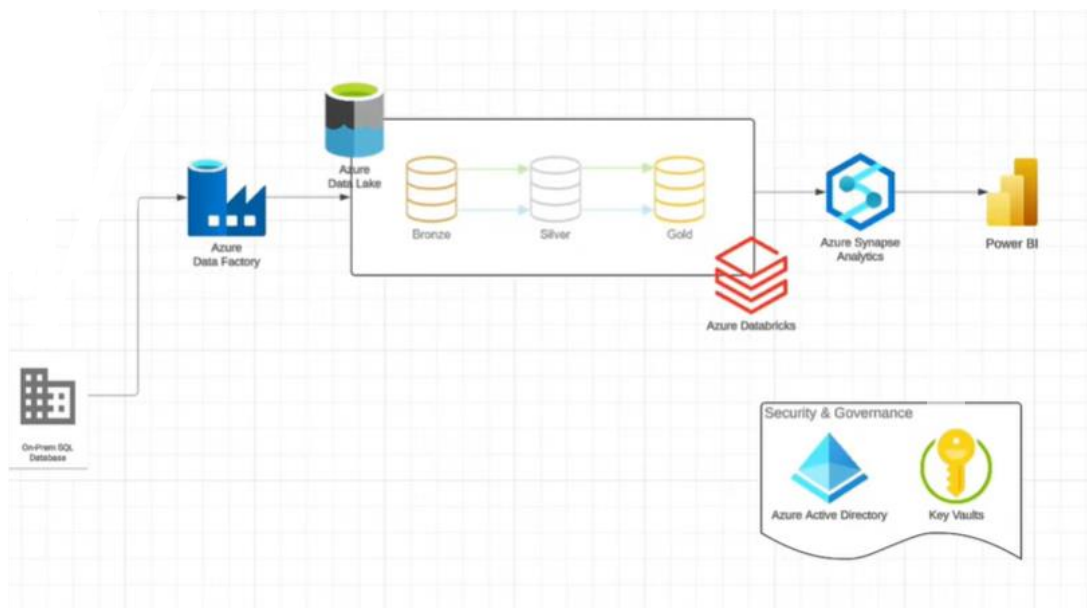 Azure
Data Lake
Bronze
Silver
Gold
Azure
Data Factory
Azure Synapse
Analytics
Power BI
Azure Databricks
On-Prem SQL
Database
Security & Governance
Azure Active Directory
Key Vaults